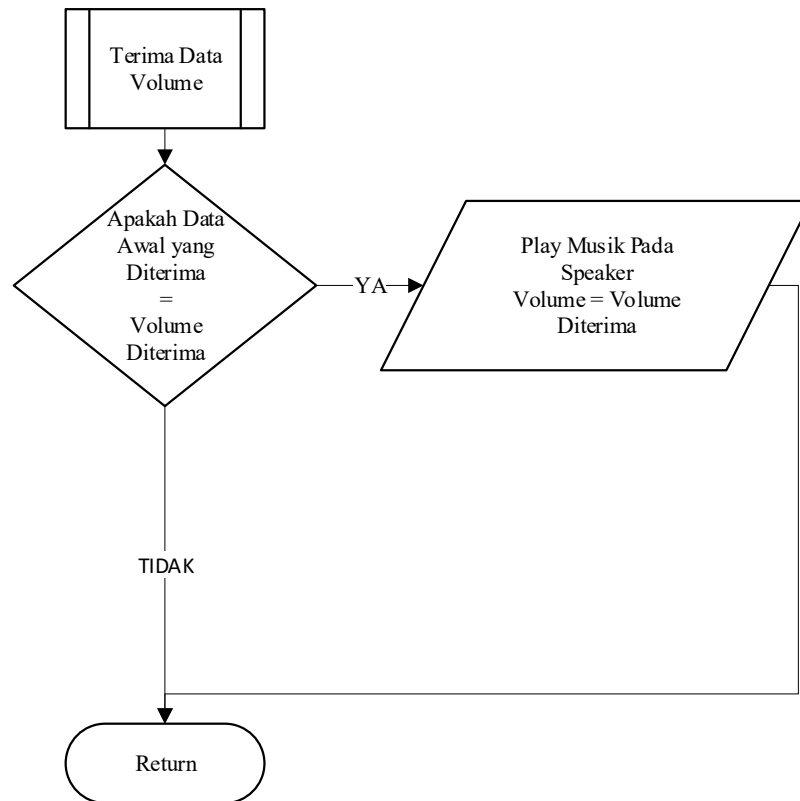 Terima Data
Volume
Apakah Data
Awal yang
Diterima
=
Volume
Diterima
YA
Play Musik Pada
Speaker
Volume = Volume
Diterima
TIDAK
Return